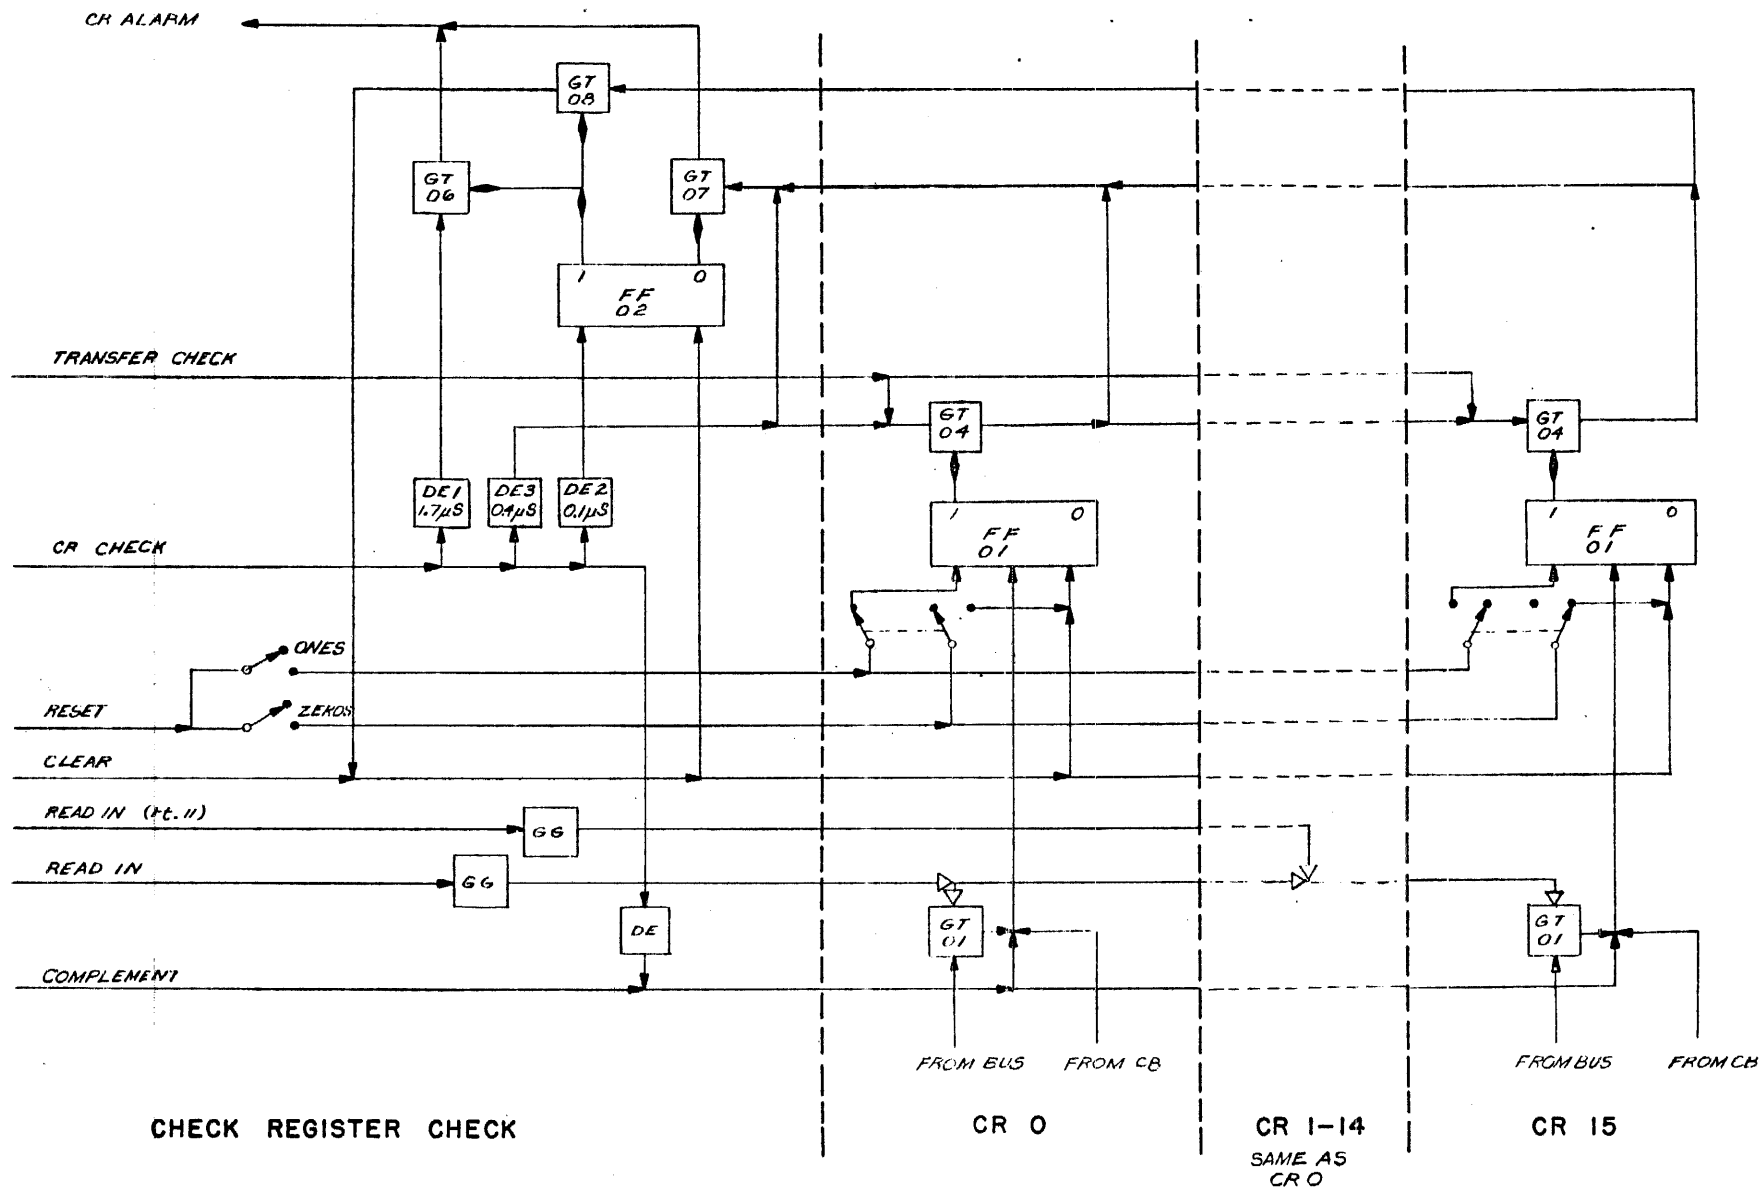 CR ALARM
GT
08
GT
06
GT
07
1 0
FF
02
TRANSFER CHECK
GT
04
GT
04
DE1
1.7µS
DE3
0.4µS
DE2
0.1µS
1 0
FF
01
1 0
FF
01
CR CHECK
ONES
RESET
ZEROS
CLEAR
READ IN (rt. 11)
GG
READ IN
GG
DE
GT
01
GT
01
COMPLEMENT
FROM BUS FROM CB
FROM BUS FROM CB
CHECK REGISTER CHECK
CR 0
CR 1-14
SAME AS
CR 0
CR 15